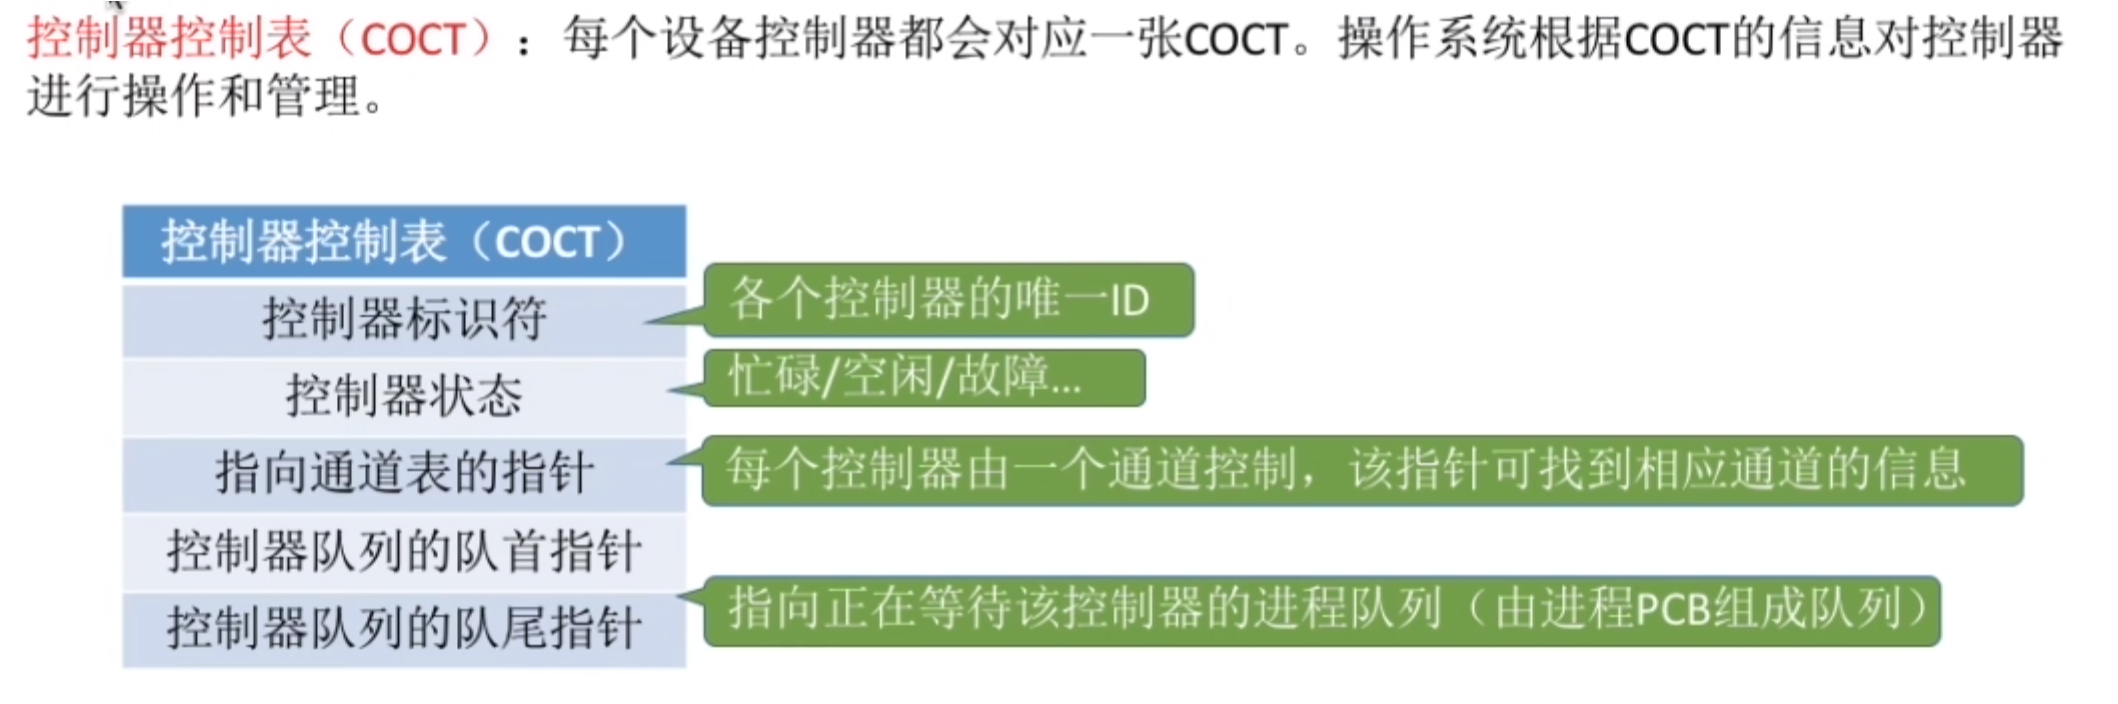 控制器控制表（COCT）：每个设备控制器都会对应一张COCT。操作系统根据COCT的信息对控制器
进行操作和管理。
控制器控制表（COCT）
控制器标识符
各个控制器的唯一ID
控制器状态
忙碌/空闲/故障...
指向通道表的指针
每个控制器由一个通道控制，该指针可找到相应通道的信息
控制器队列的队首指针
控制器队列的队尾指针
指向正在等待该控制器的进程队列（由进程PCB组成队列）